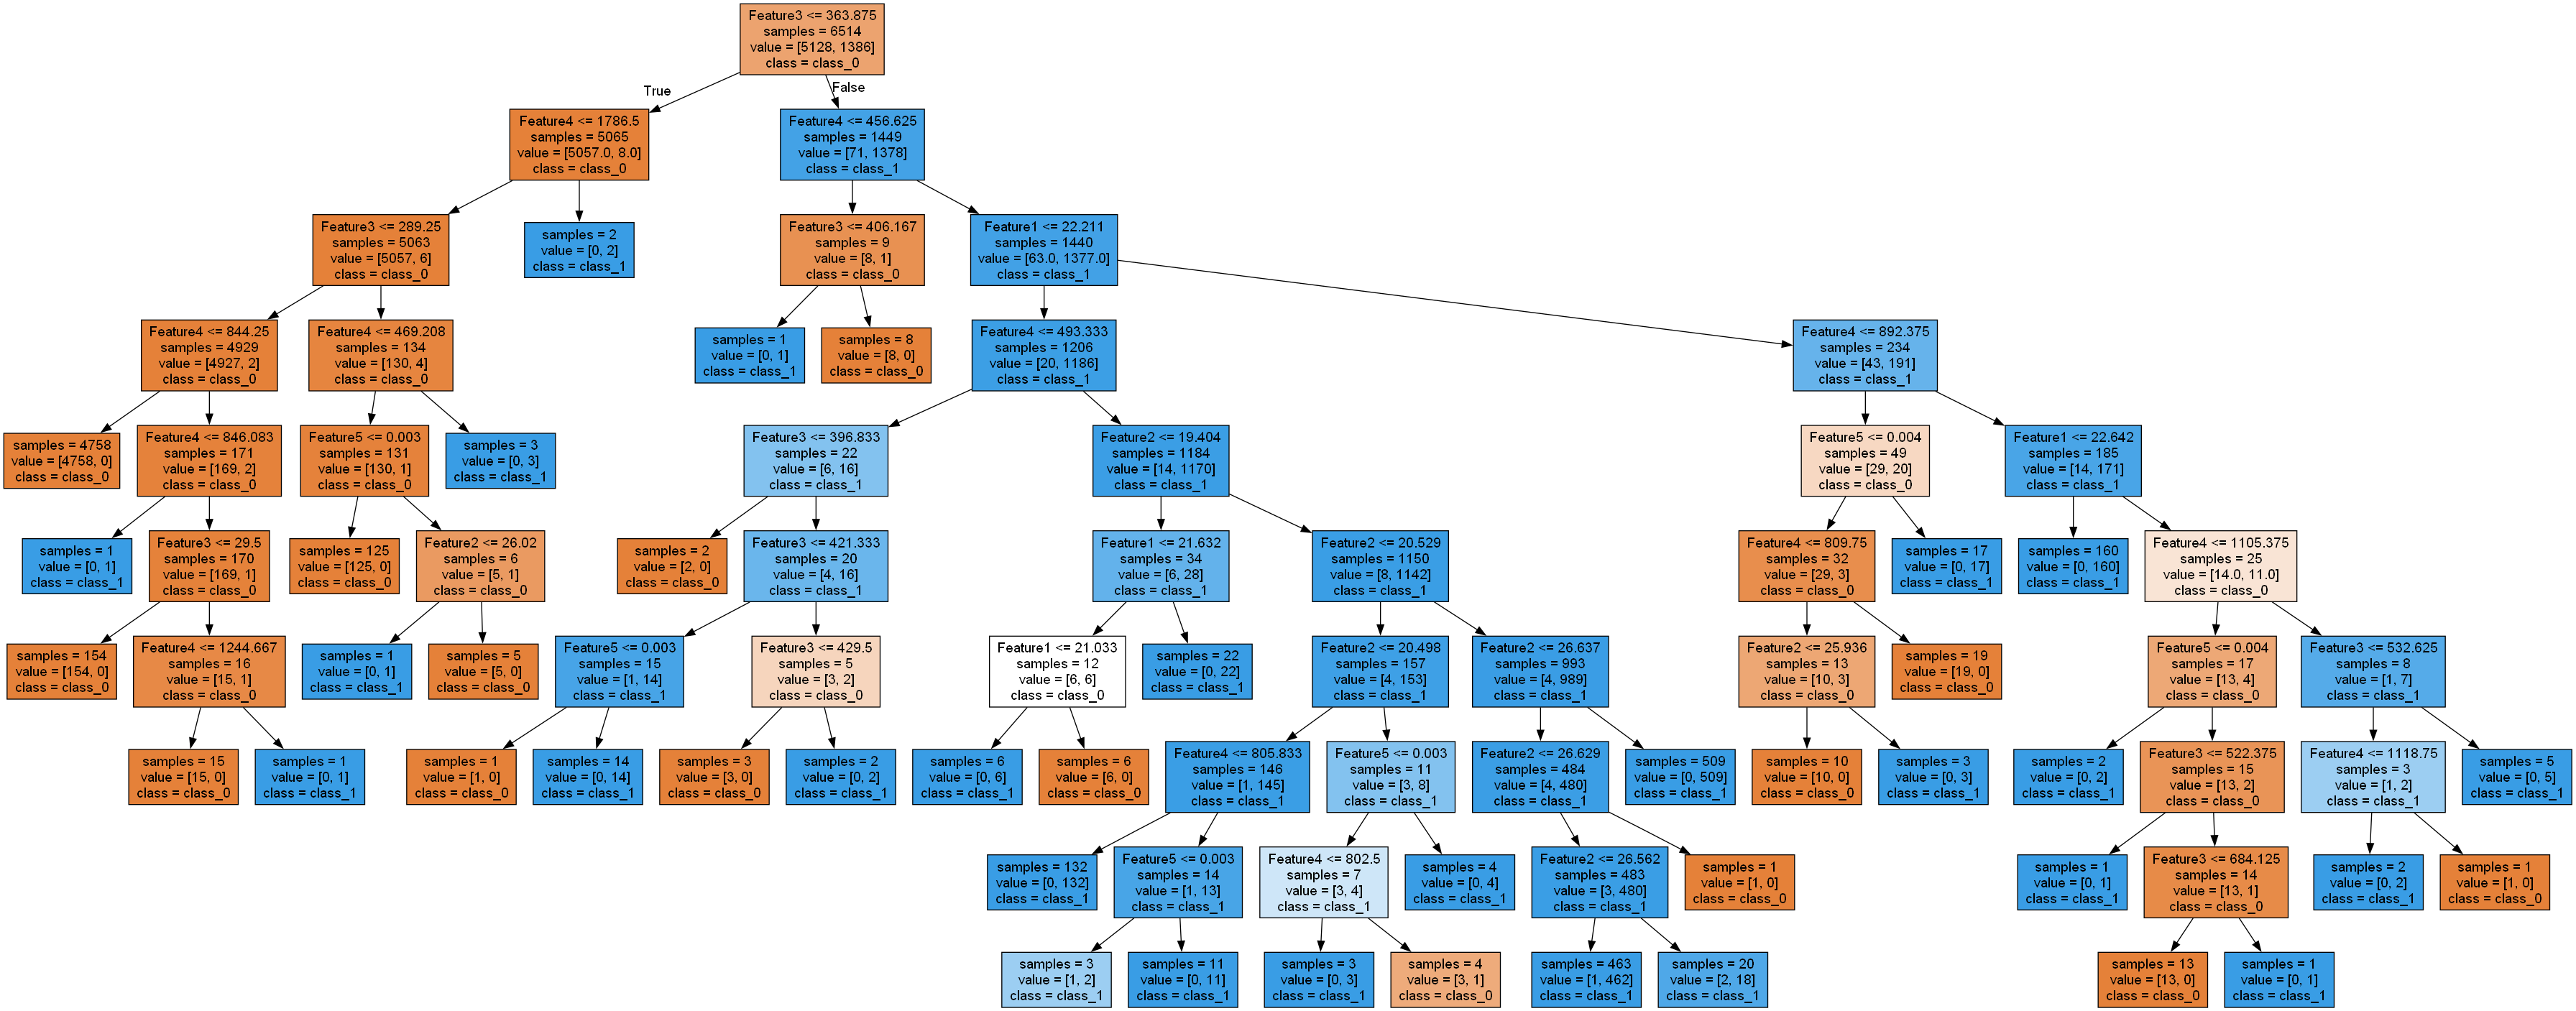 Feature3 <= 363.875
samples = 6514
value = [5128, 1386]
class = class_0
True
False
Feature4 <= 1786.5
samples = 5065
value = [5057.0, 8.0]
class = class_0
Feature4 <= 456.625
samples = 1449
value = [71, 1378]
class = class_1
Feature3 <= 289.25
samples = 5063
value = [5057, 6]
class = class_0
samples = 2
value = [0, 2]
class = class_1
Feature3 <= 406.167
samples = 9
value = [8, 1]
class = class_0
Feature1 <= 22.211
samples = 1440
value = [63.0, 1377.0]
class = class_1
Feature4 <= 844.25
samples = 4929
value = [4927, 2]
class = class_0
Feature4 <= 469.208
samples = 134
value = [130, 4]
class = class_0
samples = 1
value = [0, 1]
class = class_1
samples = 8
value = [8, 0]
class = class_0
Feature4 <= 493.333
samples = 1206
value = [20, 1186]
class = class_1
Feature4 <= 892.375
samples = 234
value = [43, 191]
class = class_1
samples = 4758
value = [4758, 0]
class = class_0
Feature4 <= 846.083
samples = 171
value = [169, 2]
class = class_0
Feature5 <= 0.003
samples = 131
value = [130, 1]
class = class_0
samples = 3
value = [0, 3]
class = class_1
Feature3 <= 396.833
samples = 22
value = [6, 16]
class = class_1
Feature2 <= 19.404
samples = 1184
value = [14, 1170]
class = class_1
Feature5 <= 0.004
samples = 49
value = [29, 20]
class = class_0
Feature1 <= 22.642
samples = 185
value = [14, 171]
class = class_1
samples = 1
value = [0, 1]
class = class_1
Feature3 <= 29.5
samples = 170
value = [169, 1]
class = class_0
samples = 125
value = [125, 0]
class = class_0
Feature2 <= 26.02
samples = 6
value = [5, 1]
class = class_0
samples = 2
value = [2, 0]
class = class_0
Feature3 <= 421.333
samples = 20
value = [4, 16]
class = class_1
Feature1 <= 21.632
samples = 34
value = [6, 28]
class = class_1
Feature2 <= 20.529
samples = 1150
value = [8, 1142]
class = class_1
Feature4 <= 809.75
samples = 32
value = [29, 3]
class = class_0
samples = 17
value = [0, 17]
class = class_1
samples = 160
value = [0, 160]
class = class_1
Feature4 <= 1105.375
samples = 25
value = [14.0, 11.0]
class = class_0
samples = 154
value = [154, 0]
class = class_0
Feature4 <= 1244.667
samples = 16
value = [15, 1]
class = class_0
samples = 1
value = [0, 1]
class = class_1
samples = 5
value = [5, 0]
class = class_0
Feature5 <= 0.003
samples = 15
value = [1, 14]
class = class_1
Feature3 <= 429.5
samples = 5
value = [3, 2]
class = class_0
Feature1 <= 21.033
samples = 12
value = [6, 6]
class = class_0
samples = 22
value = [0, 22]
class = class_1
Feature2 <= 20.498
samples = 157
value = [4, 153]
class = class_1
Feature2 <= 26.637
samples = 993
value = [4, 989]
class = class_1
Feature2 <= 25.936
samples = 13
value = [10, 3]
class = class_0
samples = 19
value = [19, 0]
class = class_0
Feature5 <= 0.004
samples = 17
value = [13, 4]
class = class_0
Feature3 <= 532.625
samples = 8
value = [1, 7]
class = class_1
samples = 15
value = [15, 0]
class = class_0
samples = 1
value = [0, 1]
class = class_1
samples = 1
value = [1, 0]
class = class_0
samples = 14
value = [0, 14]
class = class_1
samples = 3
value = [3, 0]
class = class_0
samples = 2
value = [0, 2]
class = class_1
samples = 6
value = [0, 6]
class = class_1
samples = 6
value = [6, 0]
class = class_0
Feature4 <= 805.833
samples = 146
value = [1, 145]
class = class_1
Feature5 <= 0.003
samples = 11
value = [3, 8]
class = class_1
Feature2 <= 26.629
samples = 484
value = [4, 480]
class = class_1
samples = 509
value = [0, 509]
class = class_1
samples = 10
value = [10, 0]
class = class_0
samples = 3
value = [0, 3]
class = class_1
samples = 2
value = [0, 2]
class = class_1
Feature3 <= 522.375
samples = 15
value = [13, 2]
class = class_0
Feature4 <= 1118.75
samples = 3
value = [1, 2]
class = class_1
samples = 5
value = [0, 5]
class = class_1
samples = 132
value = [0, 132]
class = class_1
Feature5 <= 0.003
samples = 14
value = [1, 13]
class = class_1
Feature4 <= 802.5
samples = 7
value = [3, 4]
class = class_1
samples = 4
value = [0, 4]
class = class_1
Feature2 <= 26.562
samples = 483
value = [3, 480]
class = class_1
samples = 1
value = [1, 0]
class = class_0
samples = 1
value = [0, 1]
class = class_1
Feature3 <= 684.125
samples = 14
value = [13, 1]
class = class_0
samples = 2
value = [0, 2]
class = class_1
samples = 1
value = [1, 0]
class = class_0
samples = 3
value = [1, 2]
class = class_1
samples = 11
value = [0, 11]
class = class_1
samples = 3
value = [0, 3]
class = class_1
samples = 4
value = [3, 1]
class = class_0
samples = 463
value = [1, 462]
class = class_1
samples = 20
value = [2, 18]
class = class_1
samples = 13
value = [13, 0]
class = class_0
samples = 1
value = [0, 1]
class = class_1